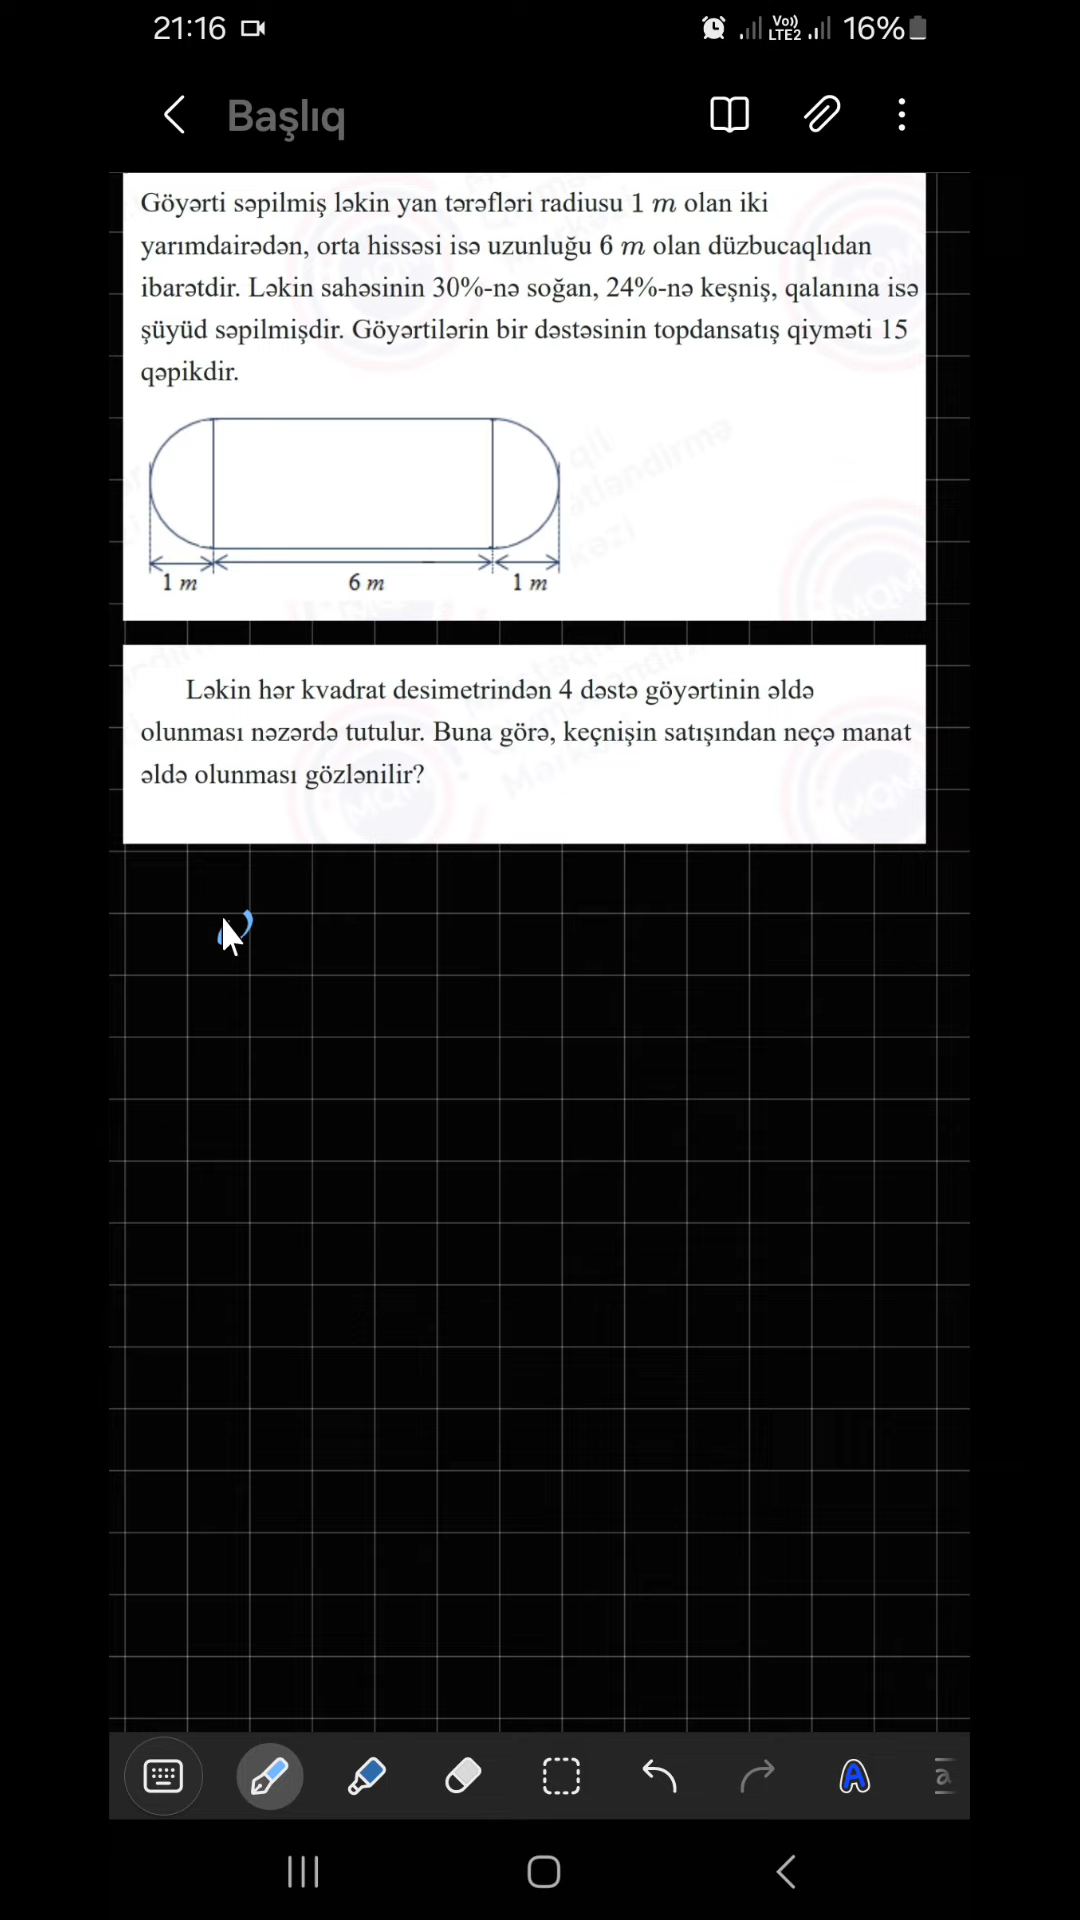 21:16 Vo)) LTE2 16%
Başlıq
Göyərti səpilmiş ləkin yan tərəfləri radiusu 1 m olan iki
yarımdairədən, orta hissəsi isə uzunluğu 6 m olan düzbucaqlıdan
ibarətdir. Ləkin sahəsinin 30%-nə soğan, 24%-nə keşniş, qalanına isə
şüyüd səpilmişdir. Göyərtilərin bir dəstəsinin topdansatış qiyməti 15
qəpikdir.
1 m 6 m 1 m
Ləkin hər kvadrat desimetrindən 4 dəstə göyərtinin əldə
olunması nəzərdə tutulur. Buna görə, keçnişin satışından neçə manat
əldə olunması gözlənilir?
A a